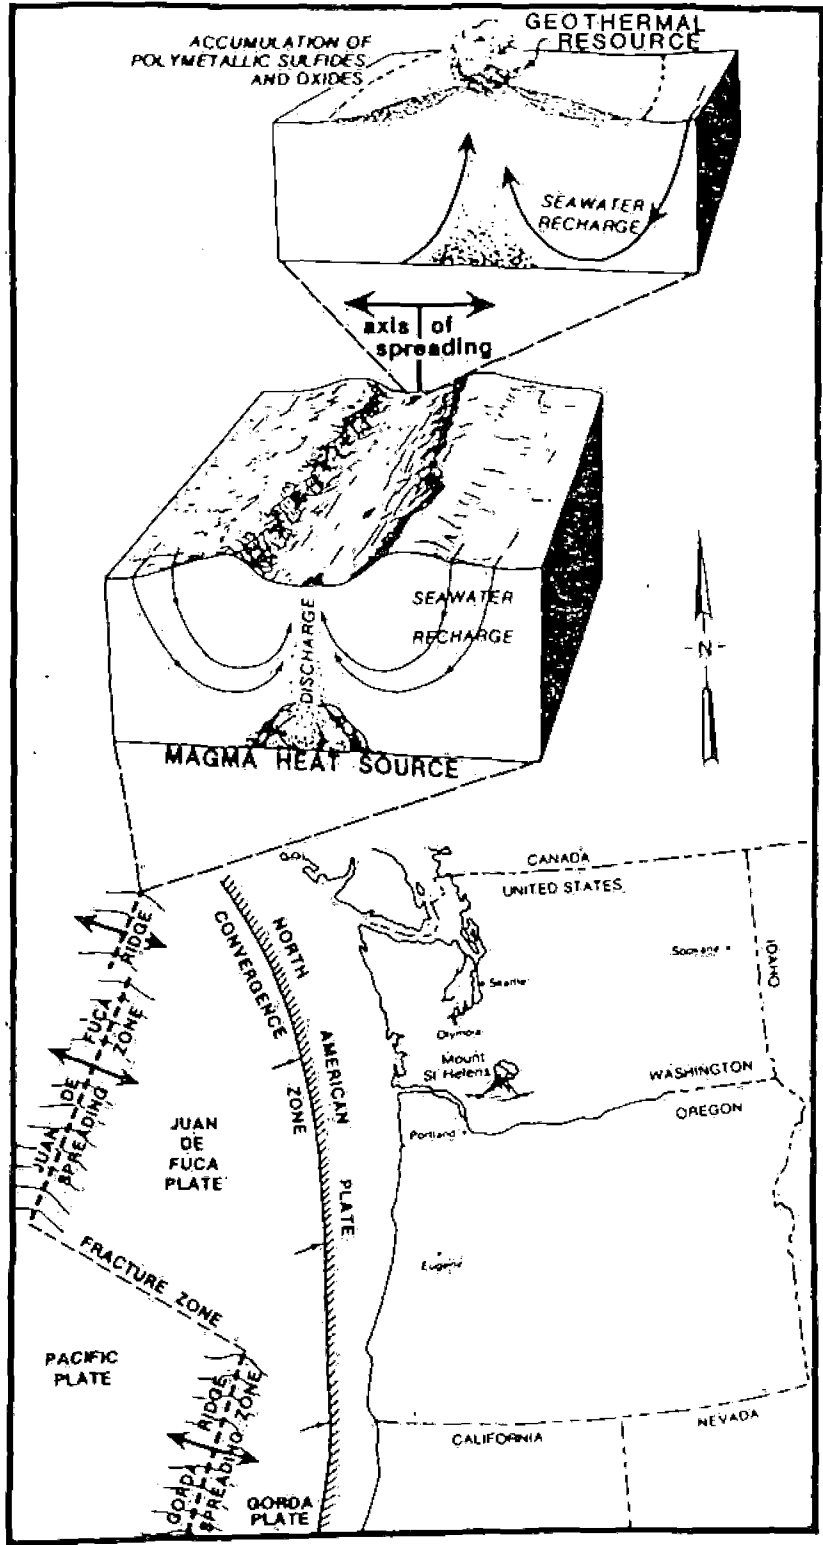 GEOTHERMAL
RESOURCE
ACCUMULATION OF
POLYMETALLIC SULFIDES
AND OXIDES
SEAWATER
RECHARGE
axis of
spreading
SEAWATER
RECHARGE
DISCHARGE
MAGMA HEAT SOURCE
-N-
CANADA
UNITED STATES
NORTH AMERICAN PLATE
CONVERGENCE ZONE
JUAN DE FUCA RIDGE
SPREADING ZONE
Spokane
IDAHO
Seattle
Olympia
Mount
St Helens
WASHINGTON
OREGON
Portland
JUAN
DE
FUCA
PLATE
Eugene
FRACTURE ZONE
PACIFIC
PLATE
GORDA RIDGE
SPREADING ZONE
GORDA
PLATE
CALIFORNIA
NEVADA